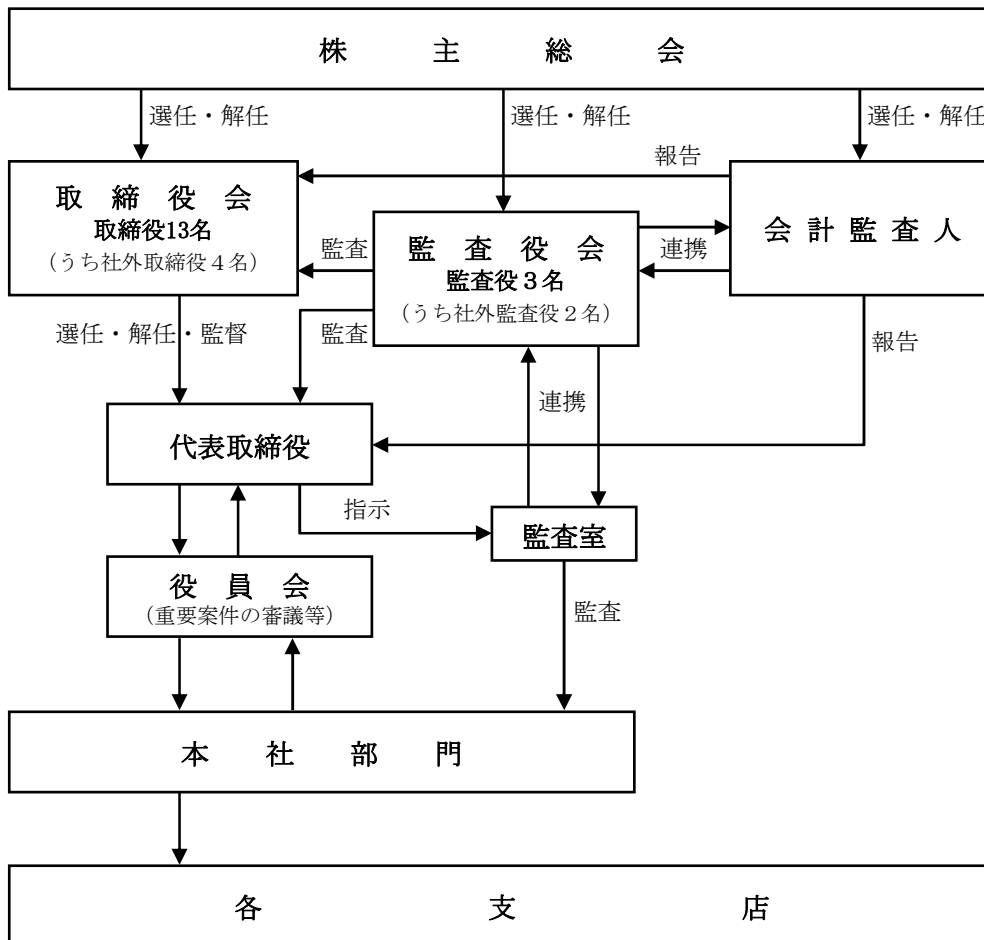 株主総会
選任・解任
選任・解任
選任・解任
報告
取締役会
取締役13名
（うち社外取締役４名）
監査
監査役会
監査役３名
（うち社外監査役２名）
連携
会計監査人
選任・解任・監督
監査
報告
連携
代表取締役
指示
監査室
役員会
（重要案件の審議等）
監査
本社部門
各支店